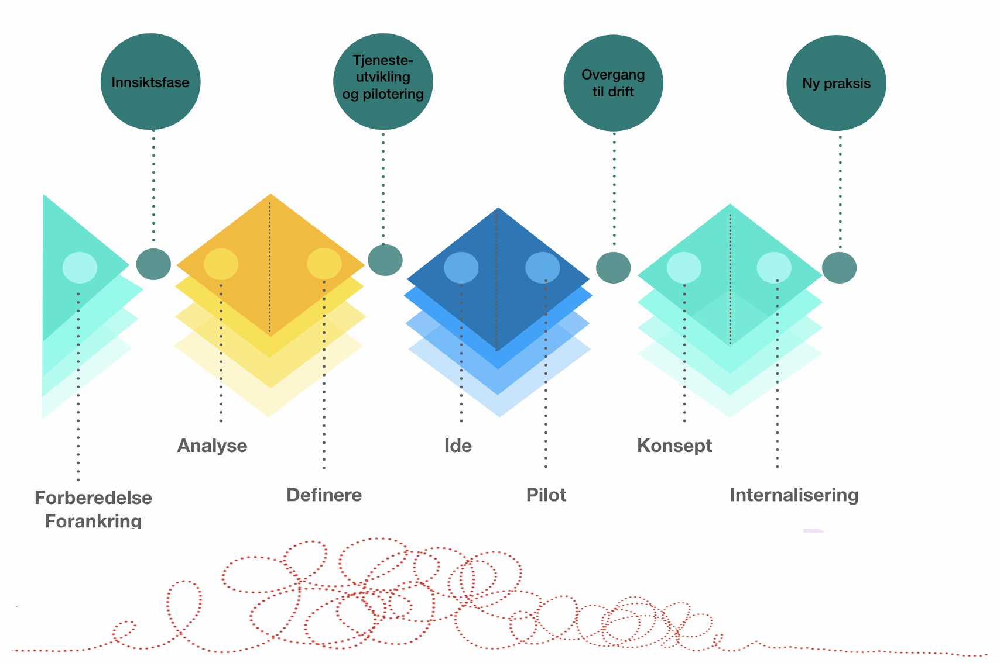 Innsiktsfase
Tjeneste-
utvikling
og pilotering
Overgang
til drift
Ny praksis
Analyse
Ide
Konsept
Forberedelse
Forankring
Definere
Pilot
Internalisering